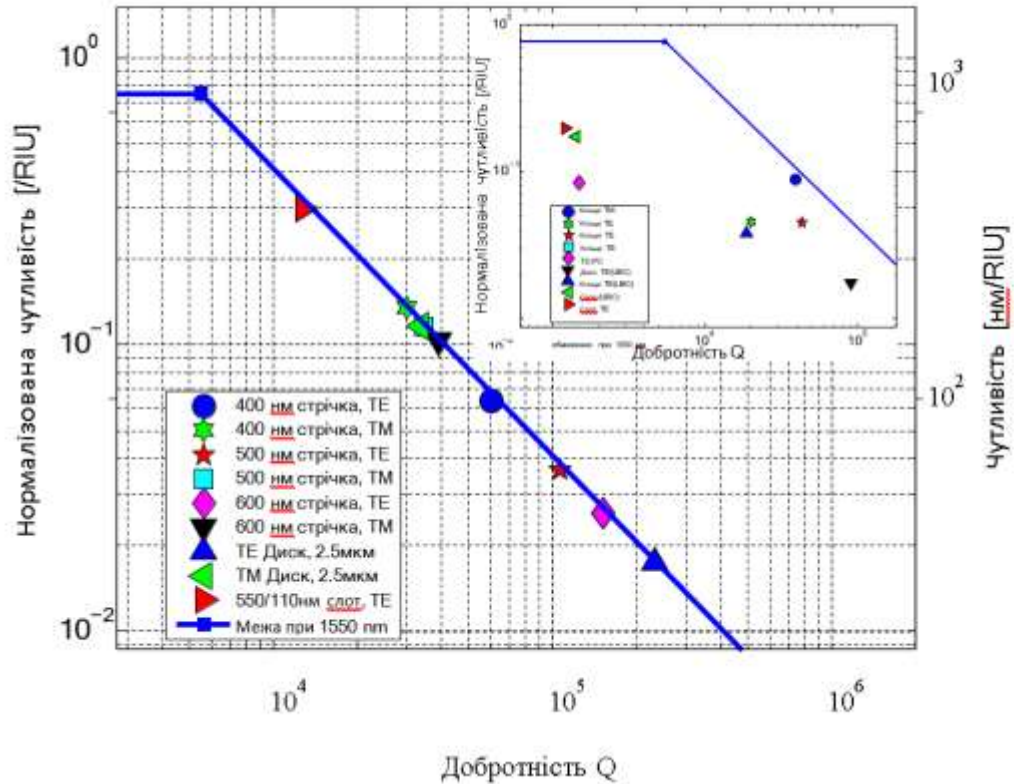 Нормалізована чутливість [/RIU]
10⁰
10⁻¹
10⁻²
400 нм стрічка, TE
400 нм стрічка, TM
500 нм стрічка, TE
500 нм стрічка, TM
600 нм стрічка, TE
600 нм стрічка, TM
TE Диск, 2.5мкм
TM Диск, 2.5мкм
550/110нм слот, TE
Межа при 1550 nm
10⁴
10⁵
10⁶
Добротність Q
10³
10²
Чутливість [нм/RIU]
Нормалізована чутливість [/RIU]
Добротність Q